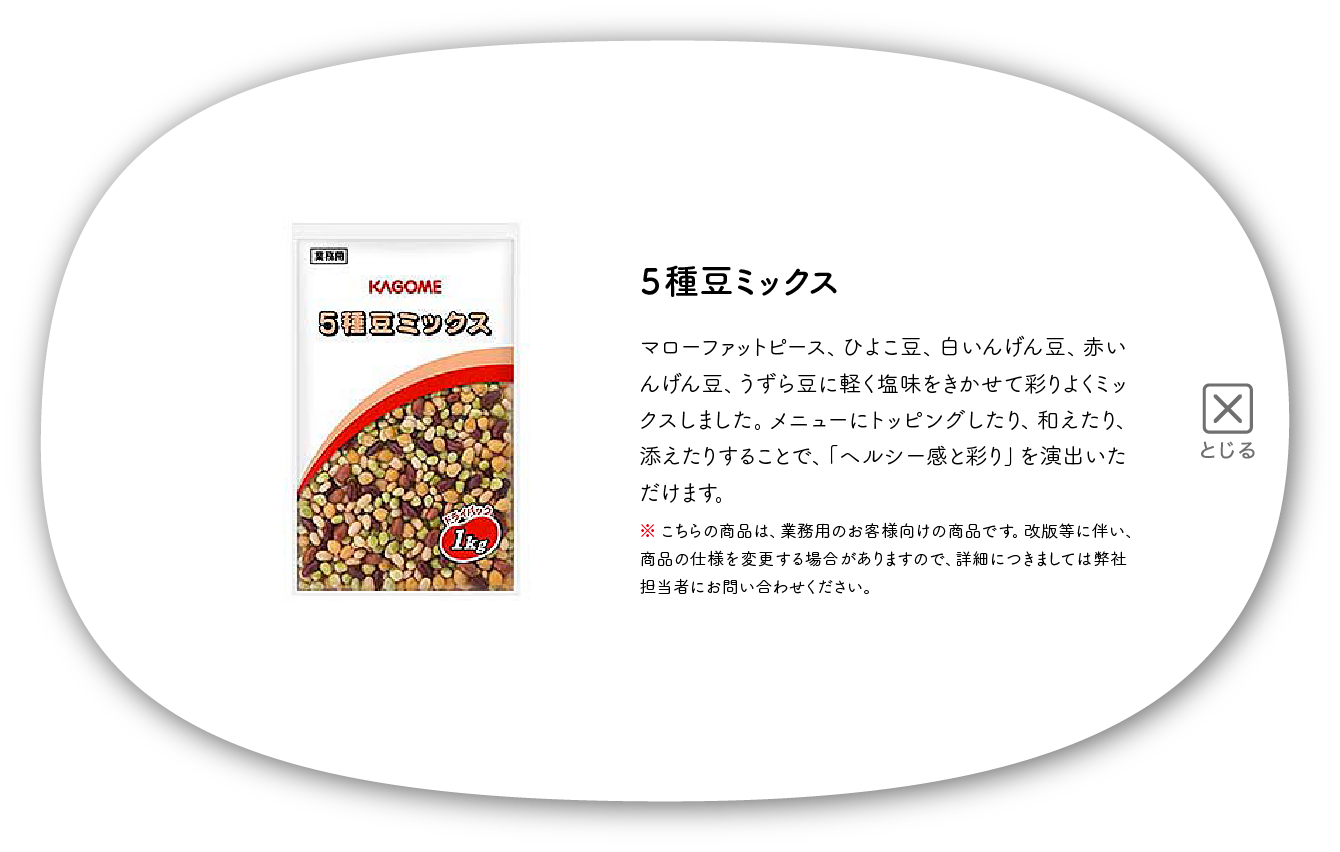 業務用
KAGOME
5種豆ミックス
ドライパック
1kg
5種豆ミックス
マローファットピース、ひよこ豆、白いんげん豆、赤い
んげん豆、うずら豆に軽く塩味をきかせて彩りよくミッ
クスしました。メニューにトッピングしたり、和えたり、
添えたりすることで、「ヘルシー感と彩り」を演出いた
だけます。
※ こちらの商品は、業務用のお客様向けの商品です。改版等に伴い、
商品の仕様を変更する場合がありますので、詳細につきましては弊社
担当者にお問い合わせください。
とじる